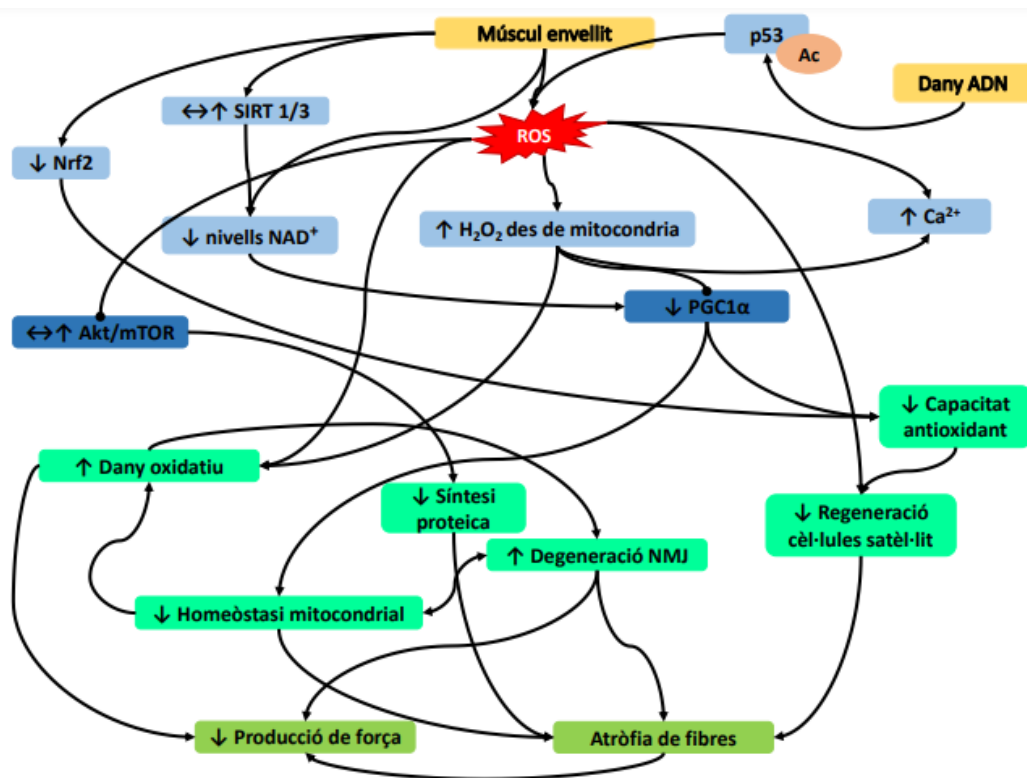 Múscul envellit
p53
Ac
Dany ADN
↔↑ SIRT 1/3
ROS
↓ Nrf2
↓ nivells NAD⁺
↑ H₂O₂ des de mitocondria
↑ Ca²⁺
↓ PGC1α
↔↑ Akt/mTOR
↓ Capacitat
antioxidant
↑ Dany oxidatiu
↓ Síntesi
proteica
↓ Regeneració
cèl·lules satèl·lit
↑ Degeneració NMJ
↓ Homeòstasi mitocondrial
↓ Producció de força
Atròfia de fibres